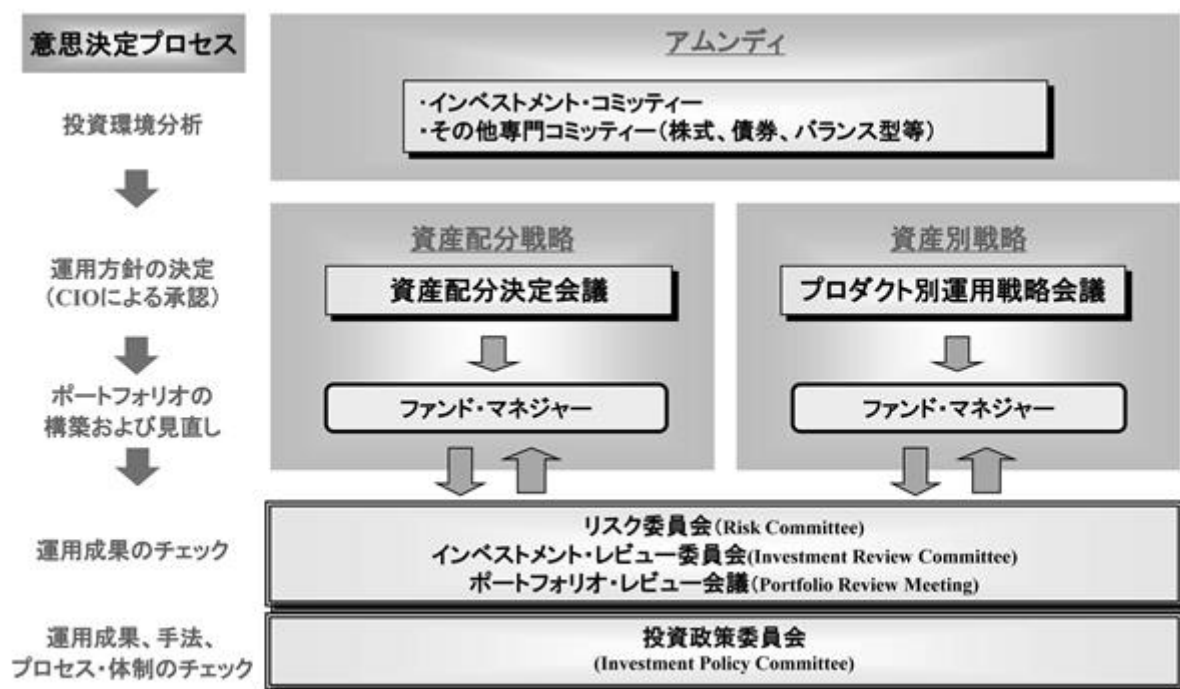 意思決定プロセス
アムンディ
投資環境分析
・インベストメント・コミッティー
・その他専門コミッティー（株式、債券、バランス型等）
資産配分戦略
資産別戦略
運用方針の決定
（CIOによる承認）
資産配分決定会議
プロダクト別運用戦略会議
ポートフォリオの
構築および見直し
ファンド・マネジャー
ファンド・マネジャー
運用成果のチェック
リスク委員会(Risk Committee)
インベストメント・レビュー委員会(Investment Review Committee)
ポートフォリオ・レビュー会議(Portfolio Review Meeting)
運用成果、手法、
プロセス・体制のチェック
投資政策委員会
(Investment Policy Committee)